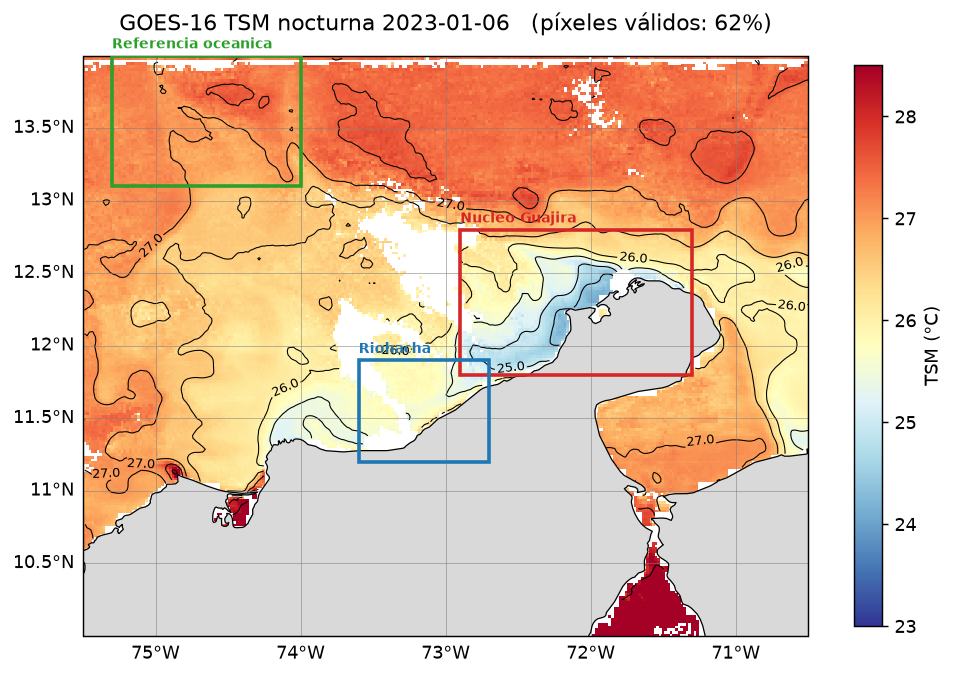 GOES-16 TSM nocturna 2023-01-06 (píxeles válidos: 62%)
Referencia oceanica
28
13.5°N
13°N
27.0
Nucleo Guajira
27
27.0
26.0
26.0
12.5°N
26.0
26
TSM (°C)
12°N
Riohacha
26.0
25.0
26.0
25
11.5°N
27.0
27.0
27.0
11°N
24
10.5°N
23
75°W
74°W
73°W
72°W
71°W